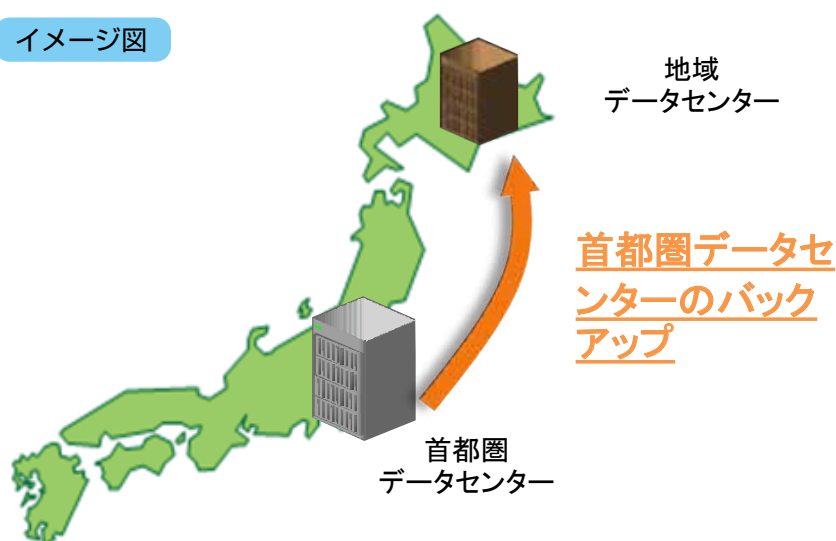 イメージ図
地域
データセンター
首都圏データセ
ンターのバック
アップ
首都圏
データセンター